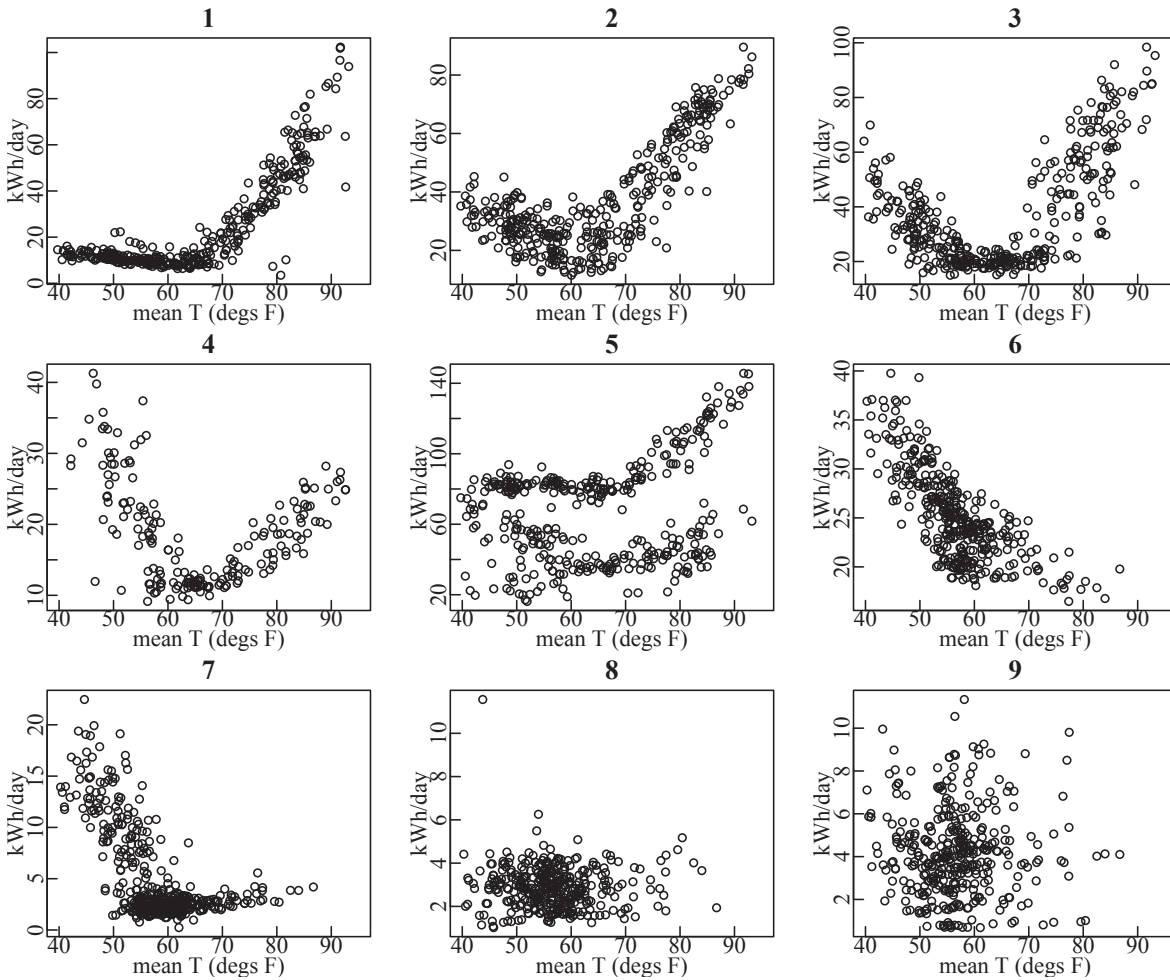 1
kWh/day
0 20 40 60 80
40 50 60 70 80 90
mean T (degs F)
2
kWh/day
20 40 60 80
40 50 60 70 80 90
mean T (degs F)
3
kWh/day
20 40 60 80 100
40 50 60 70 80 90
mean T (degs F)
4
kWh/day
10 20 30 40
40 50 60 70 80 90
mean T (degs F)
5
kWh/day
20 60 100 140
40 50 60 70 80 90
mean T (degs F)
6
kWh/day
20 25 30 35 40
40 50 60 70 80 90
mean T (degs F)
7
kWh/day
0 5 10 15 20
40 50 60 70 80 90
mean T (degs F)
8
kWh/day
2 4 6 8 10
40 50 60 70 80 90
mean T (degs F)
9
kWh/day
2 4 6 8 10
40 50 60 70 80 90
mean T (degs F)